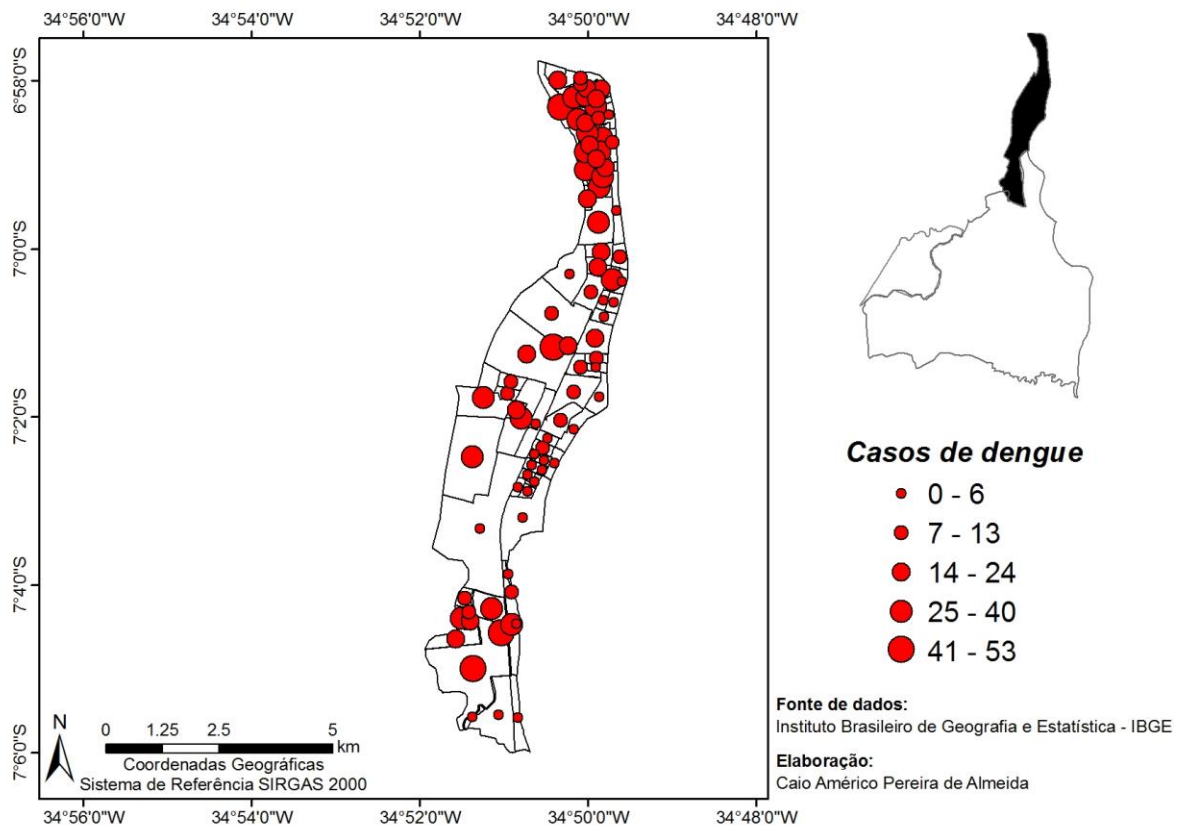 34°56'0"W
34°54'0"W
34°52'0"W
34°50'0"W
34°48'0"W
6°58'0"S
7°0'0"S
7°2'0"S
7°4'0"S
7°6'0"S
N
0 1.25 2.5 5
km
Coordenadas Geográficas
Sistema de Referência SIRGAS 2000
34°56'0"W
34°54'0"W
34°52'0"W
34°50'0"W
34°48'0"W
Casos de dengue
0 - 6
7 - 13
14 - 24
25 - 40
41 - 53
Fonte de dados:
Instituto Brasileiro de Geografia e Estatística - IBGE
Elaboração:
Caio Américo Pereira de Almeida